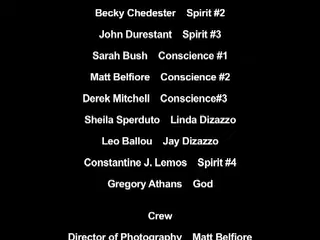 Becky Chedester Spirit #2
John Durestant Spirit #3
Sarah Bush Conscience #1
Matt Belfiore Conscience #2
Derek Mitchell Conscience#3
Sheila Sperduto Linda Dizazzo
Leo Ballou Jay Dizazzo
Constantine J. Lemos Spirit #4
Gregory Athans God
Crew
Director of Photography Matt Belfiore